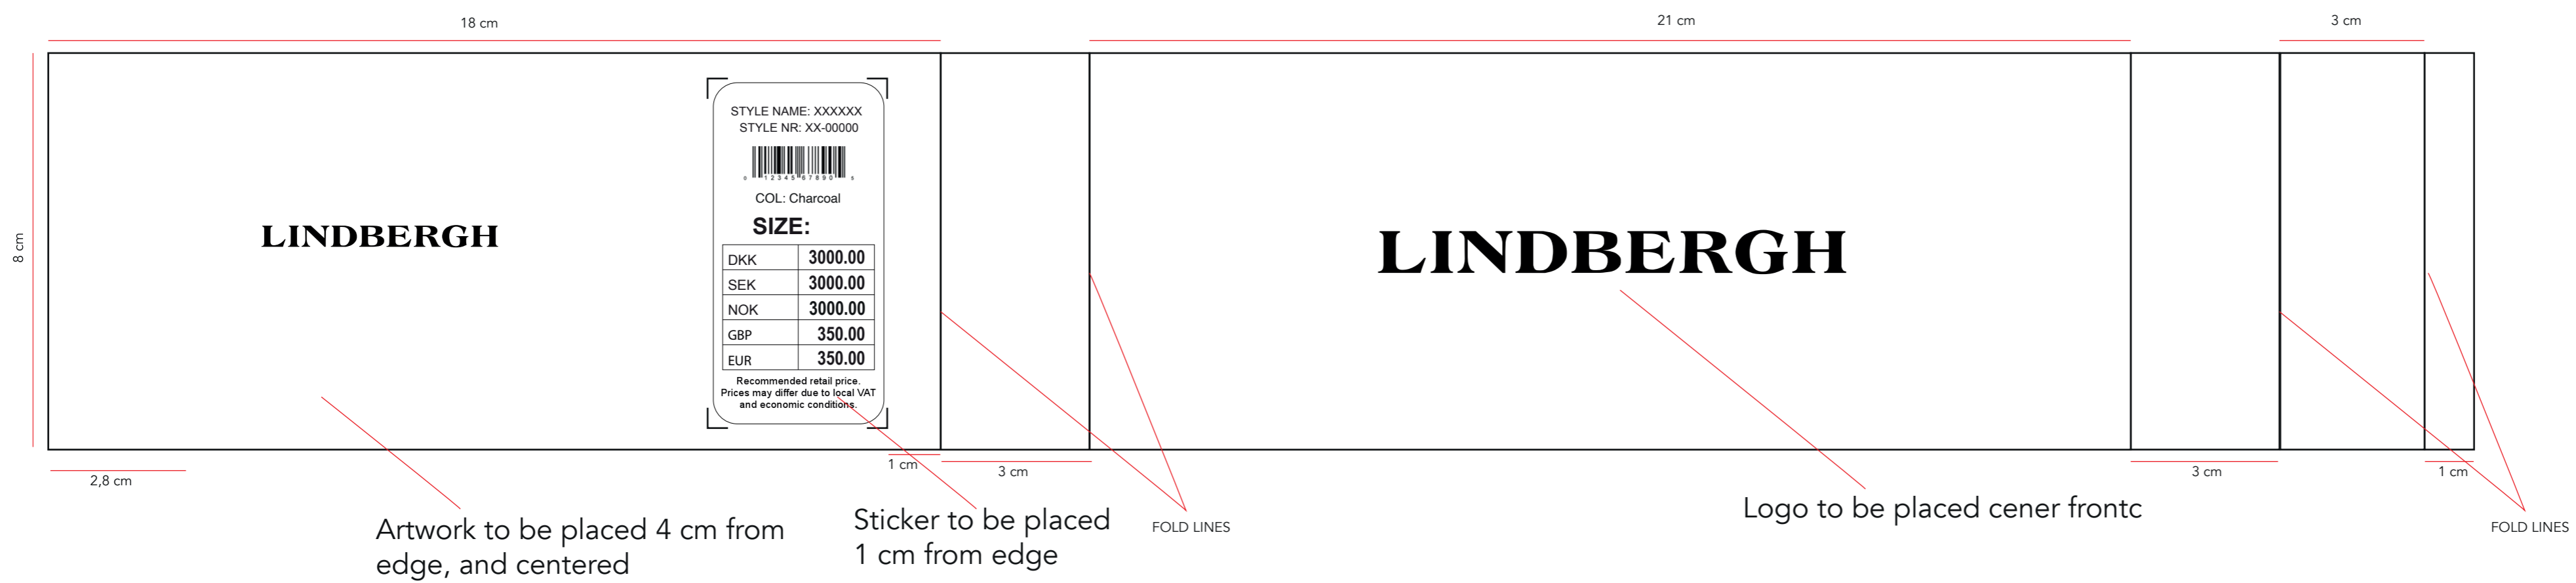 18 cm
21 cm
3 cm
8 cm
STYLE NAME: XXXXXX
STYLE NR: XX-00000
0 12345 67890 5
COL: Charcoal
SIZE:
DKK 3000.00
SEK 3000.00
NOK 3000.00
GBP 350.00
EUR 350.00
Recommended retail price.
Prices may differ due to local VAT
and economic conditions.
LINDBERGH
LINDBERGH
2,8 cm
1 cm
3 cm
3 cm
1 cm
Artwork to be placed 4 cm from
edge, and centered
Sticker to be placed
1 cm from edge
FOLD LINES
Logo to be placed cener frontc
FOLD LINES